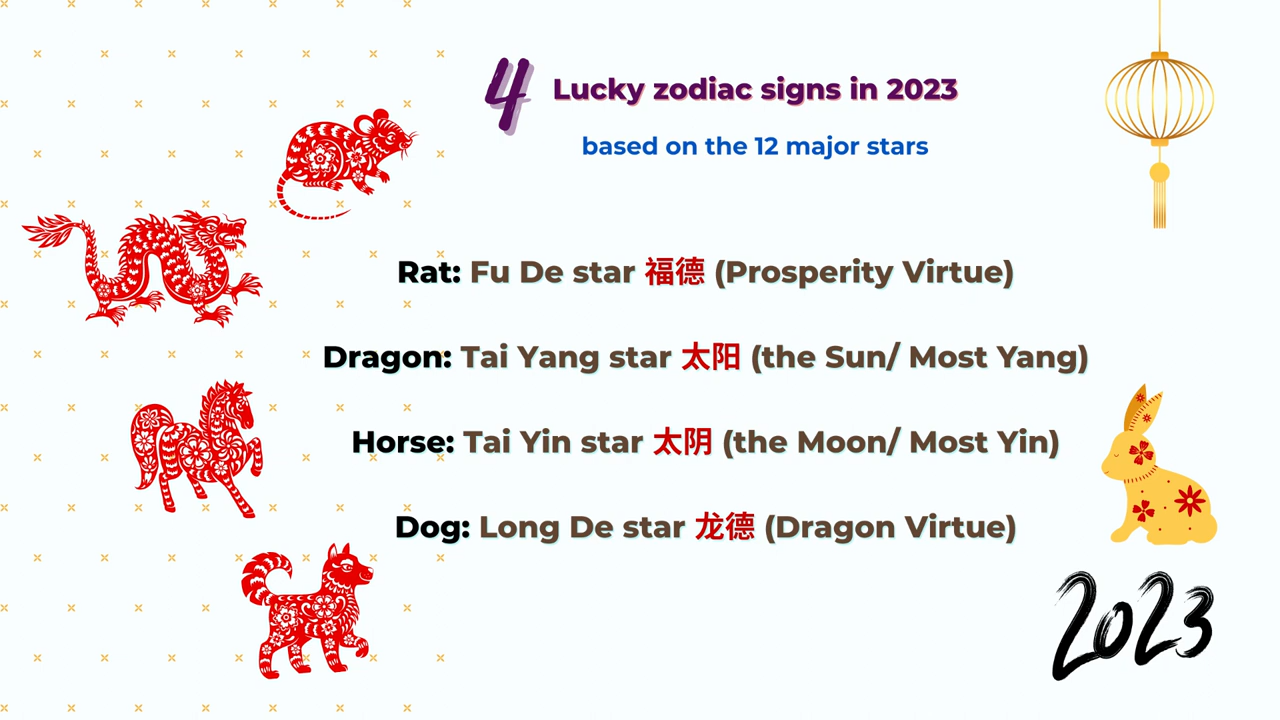 4 Lucky zodiac signs in 2023
based on the 12 major stars
Rat: Fu De star 福德 (Prosperity Virtue)
Dragon: Tai Yang star 太阳 (the Sun/ Most Yang)
Horse: Tai Yin star 太阴 (the Moon/ Most Yin)
Dog: Long De star 龙德 (Dragon Virtue)
2023